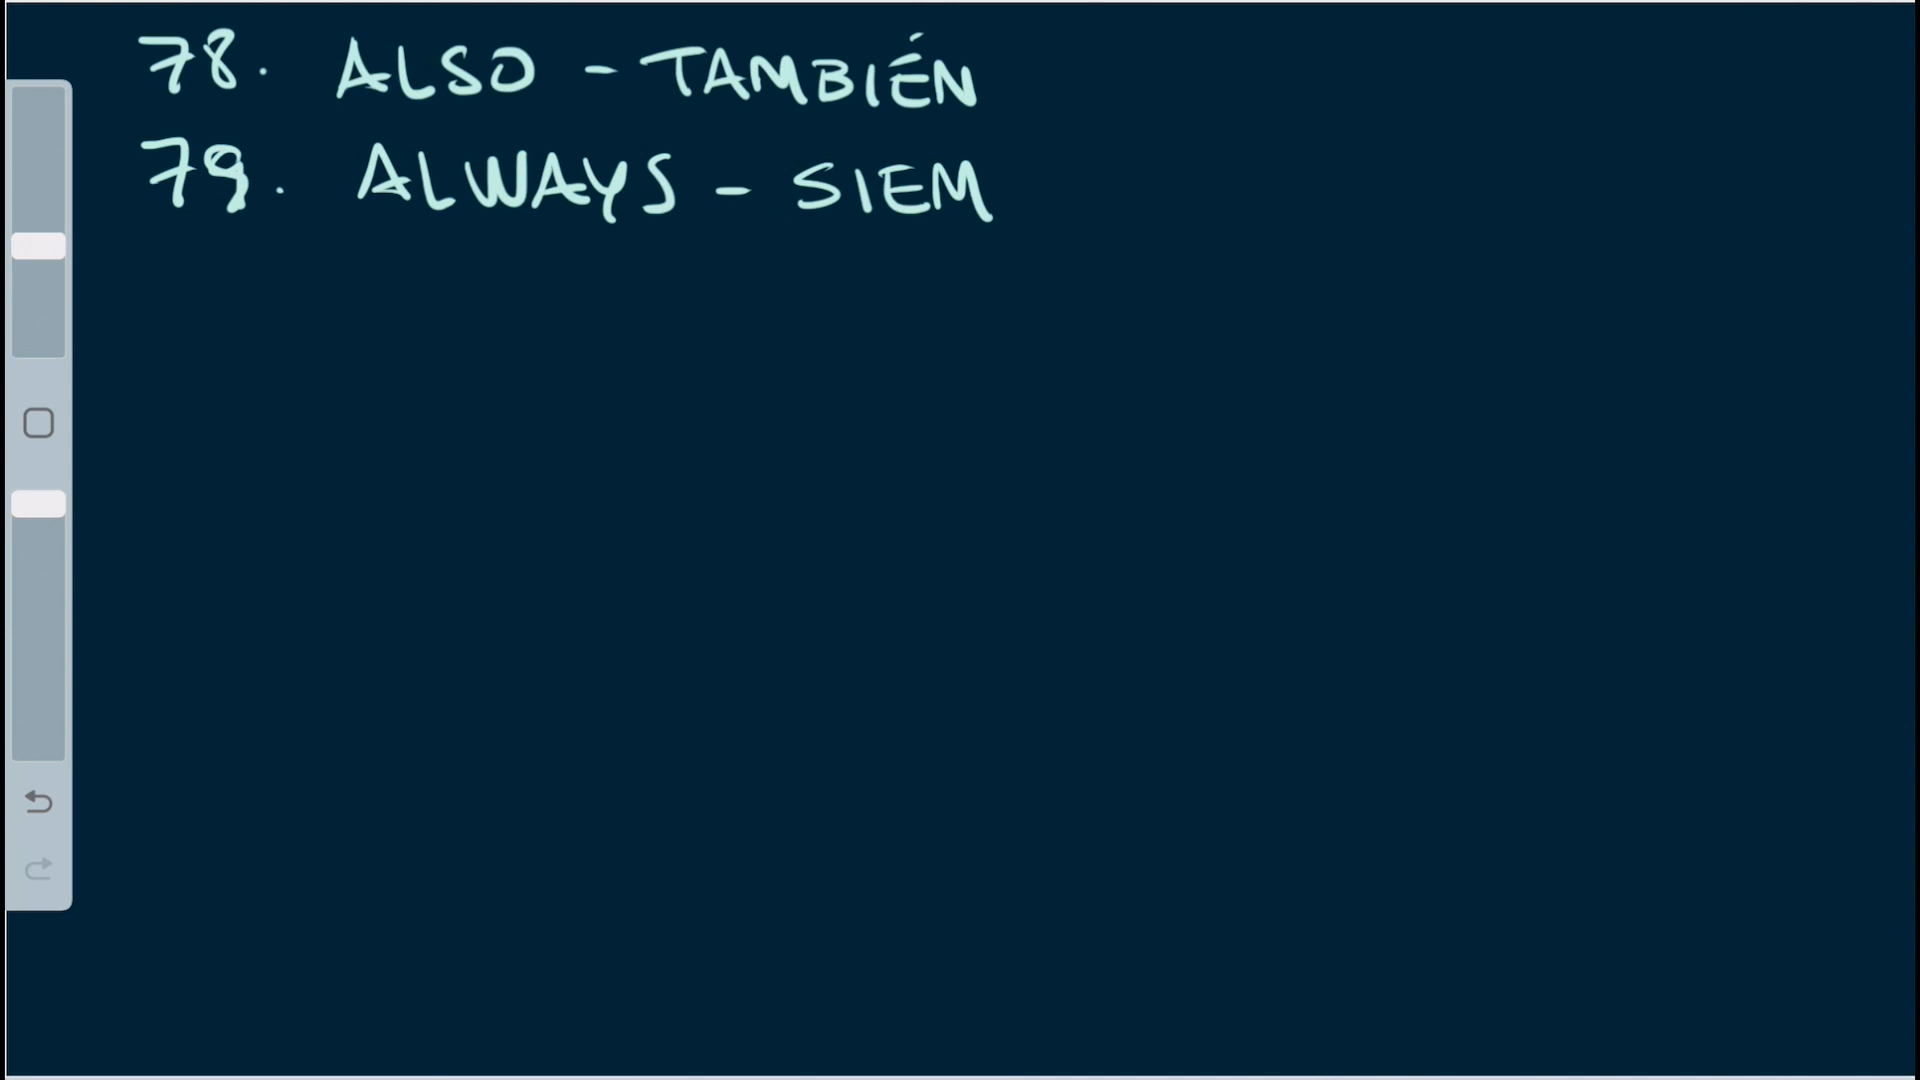 78. ALSO - TAMBIÉN
79. ALWAYS - SIEM